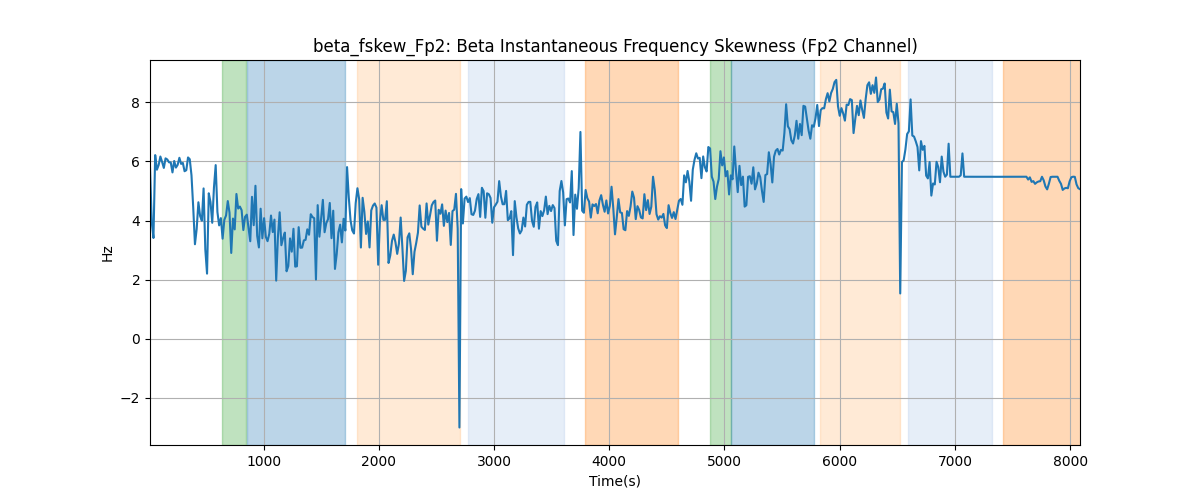 beta_fskew_Fp2: Beta Instantaneous Frequency Skewness (Fp2 Channel)
8
6
4
2
0
−2
Hz
1000 2000 3000 4000 5000 6000 7000 8000
Time(s)